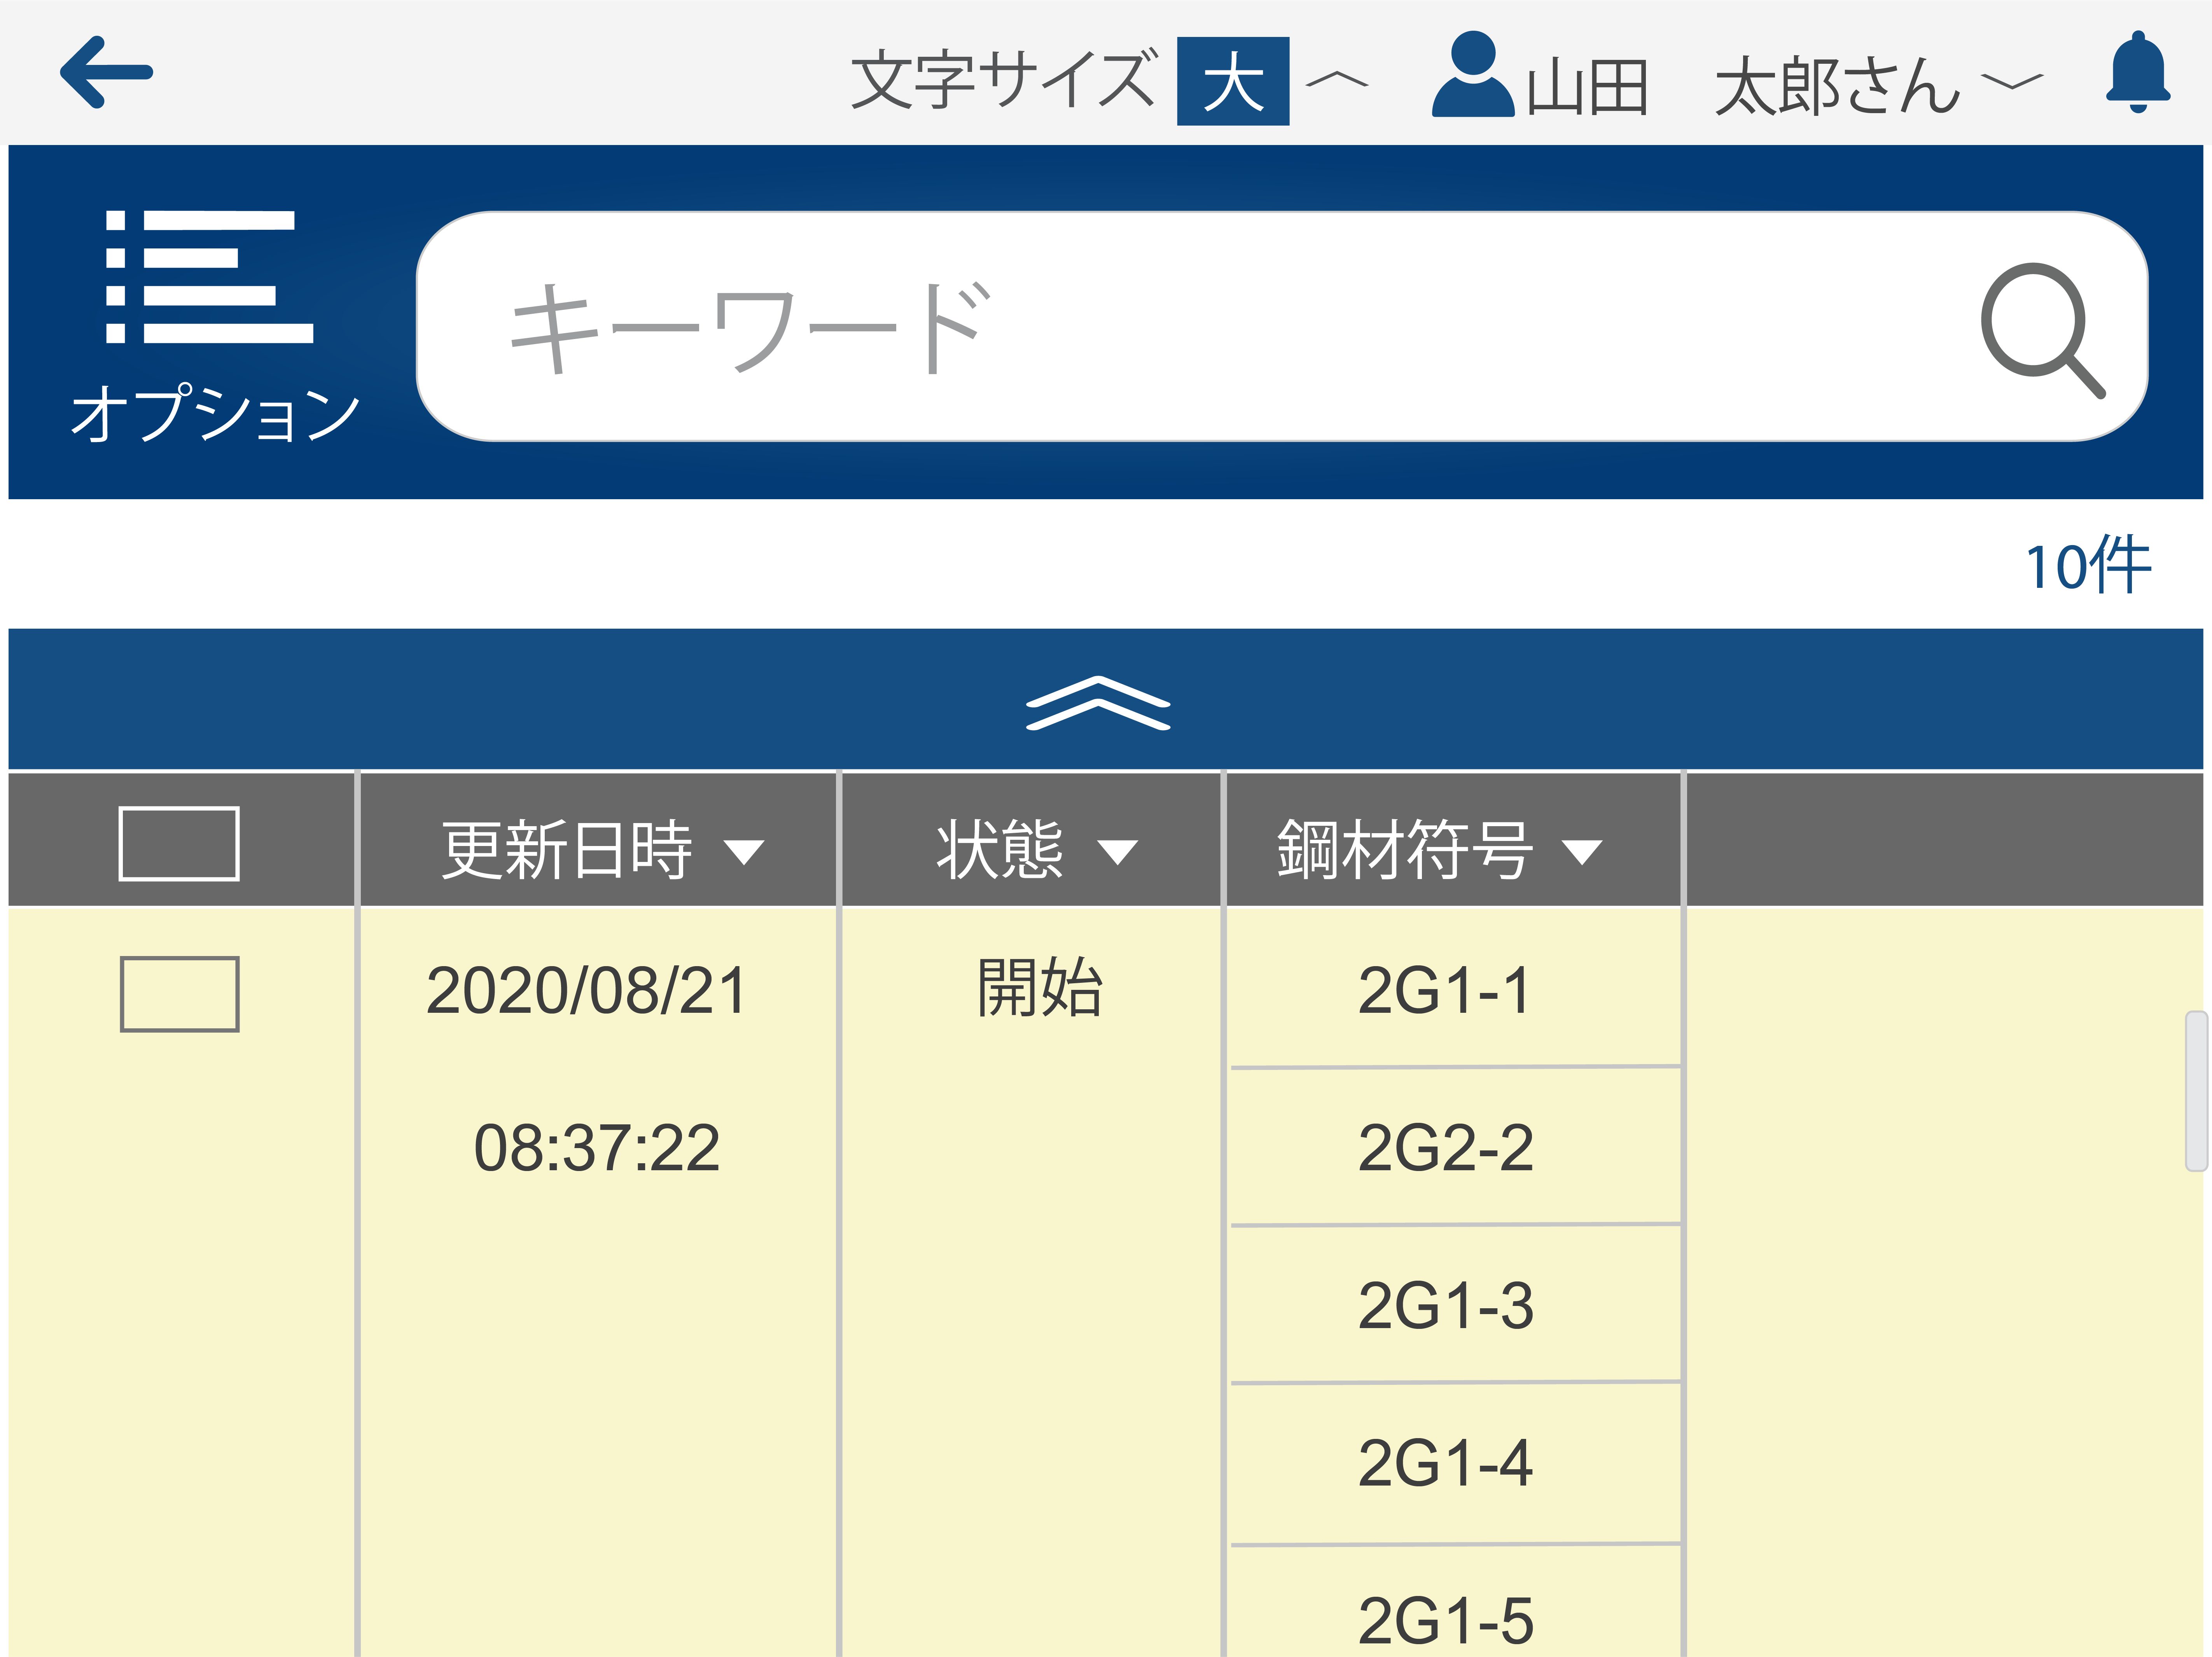 文字サイズ 大 山田 太郎さん
オプション
キーワード
10件
更新日時 状態 鋼材符号
2020/08/21 開始 2G1-1
08:37:22 2G2-2
2G1-3
2G1-4
2G1-5